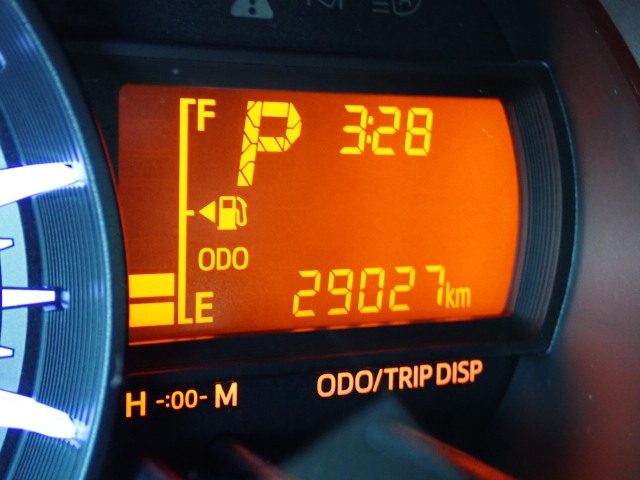 F P 3:28
ODO
E 29027km
H -:00- M ODO/TRIP DISP